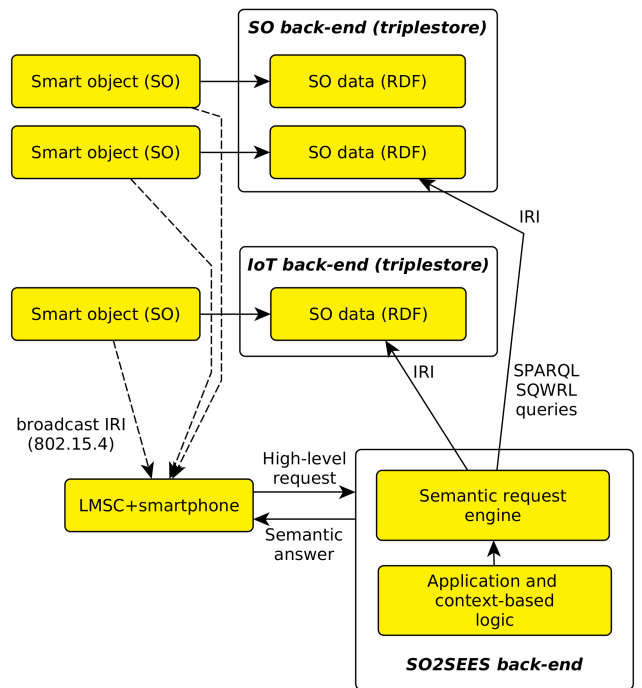 SO back-end (triplestore)
Smart object (SO)
SO data (RDF)
Smart object (SO)
SO data (RDF)
IRI
IoT back-end (triplestore)
Smart object (SO)
SO data (RDF)
IRI
SPARQL
SQWRL
queries
broadcast IRI
(802.15.4)
High-level
request
LMSC+smartphone
Semantic
answer
Semantic request
engine
Application and
context-based
logic
SO2SEES back-end